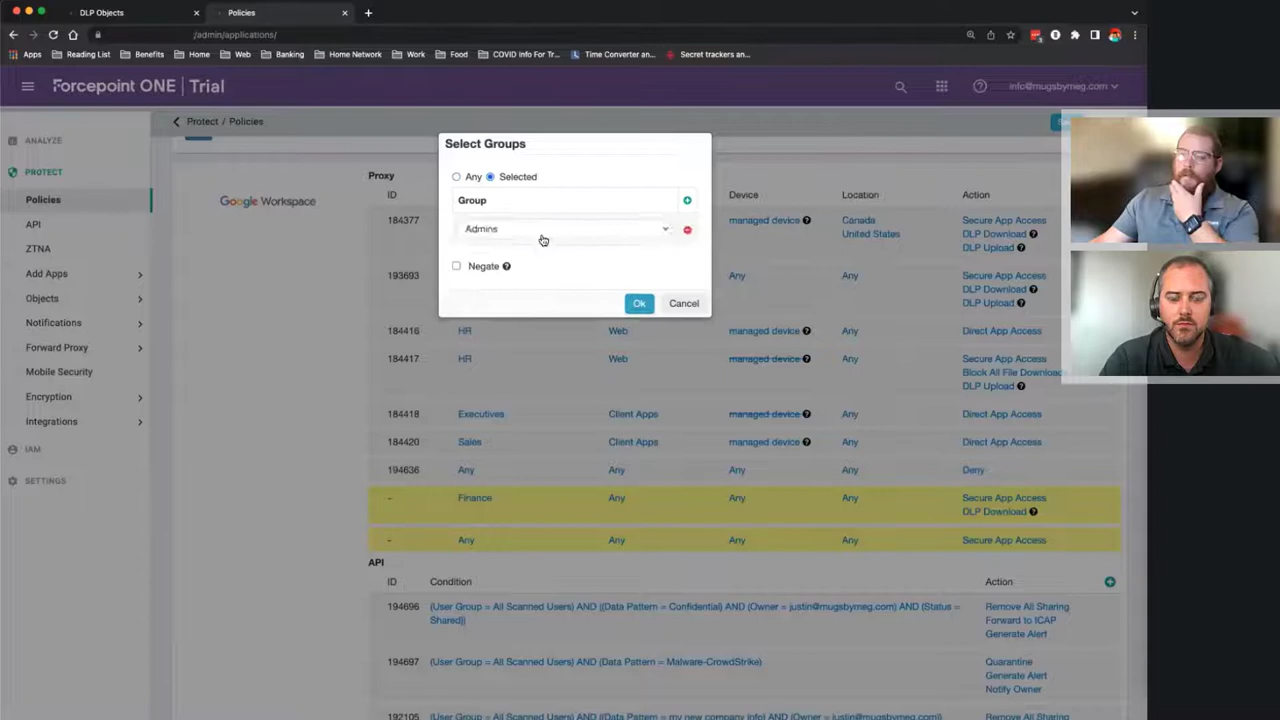 DLP Objects
Policies
/admin/applications/
Apps
Reading List
Benefits
Home
Web
Banking
Home Network
Work
Food
COVID Info For Tr...
Time Converter an...
Secret trackers an...
Forcepoint ONE | Trial
info@mugsbymeg.com
Protect / Policies
ANALYZE
PROTECT
Policies
API
ZTNA
Add Apps
Objects
Notifications
Forward Proxy
Mobile Security
Encryption
Integrations
IAM
SETTINGS
Google Workspace
Select Groups
Any Selected
Group
Admins
Negate
Ok Cancel
Proxy
ID Device Location Action
184377 managed device Canada Secure App Access
United States DLP Download
DLP Upload
193693 Any Any Secure App Access
DLP Download
DLP Upload
184416 HR Web managed device Any Direct App Access
184417 HR Web managed device Any Secure App Access
Block All File Download
DLP Upload
184418 Executives Client Apps managed device Any Direct App Access
184420 Sales Client Apps managed device Any Direct App Access
194636 Any Any Any Any Deny
- Finance Any Any Any Secure App Access
DLP Download
- Any Any Any Any Secure App Access
API
ID Condition Action
194696 (User Group = All Scanned Users) AND ((Data Pattern = Confidential) AND (Owner = justin@mugsbymeg.com) AND (Status = Remove All Sharing
Shared)) Forward to ICAP
Generate Alert
194697 (User Group = All Scanned Users) AND (Data Pattern = Malware-CrowdStrike) Quarantine
Generate Alert
Notify Owner
192105 (User Group = All Scanned Users) AND ((Data Pattern = my new company info) AND (Owner = justin@mugsbymeg.com) Remove All Sharing